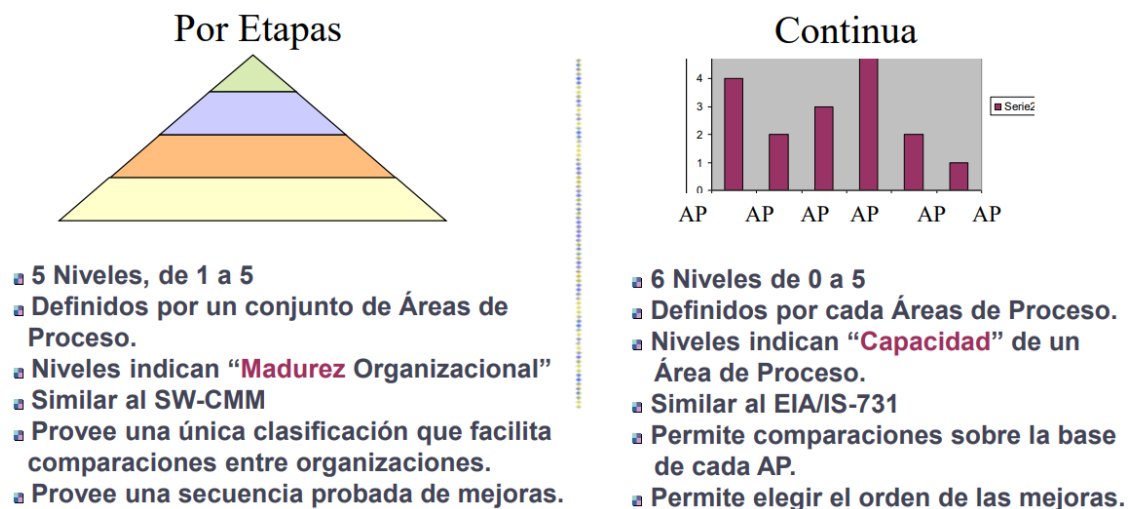 Por Etapas
5 Niveles, de 1 a 5
Definidos por un conjunto de Áreas de
Proceso.
Niveles indican “Madurez Organizacional”
Similar al SW-CMM
Provee una única clasificación que facilita
comparaciones entre organizaciones.
Provee una secuencia probada de mejoras.
Continua
4
3
2
1
0
Serie2
AP AP AP AP AP AP
6 Niveles de 0 a 5
Definidos por cada Áreas de Proceso.
Niveles indican “Capacidad” de un
Área de Proceso.
Similar al EIA/IS-731
Permite comparaciones sobre la base
de cada AP.
Permite elegir el orden de las mejoras.